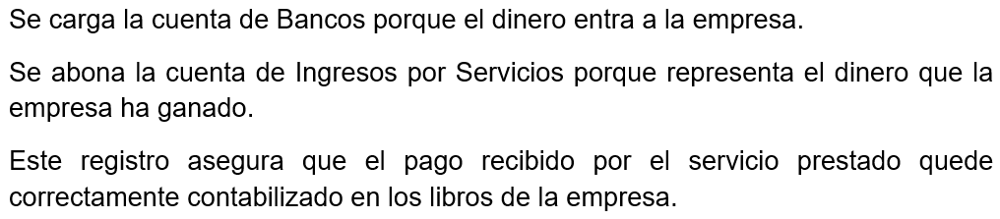 Se carga la cuenta de Bancos porque el dinero entra a la empresa.
Se abona la cuenta de Ingresos por Servicios porque representa el dinero que la
empresa ha ganado.
Este registro asegura que el pago recibido por el servicio prestado quede
correctamente contabilizado en los libros de la empresa.